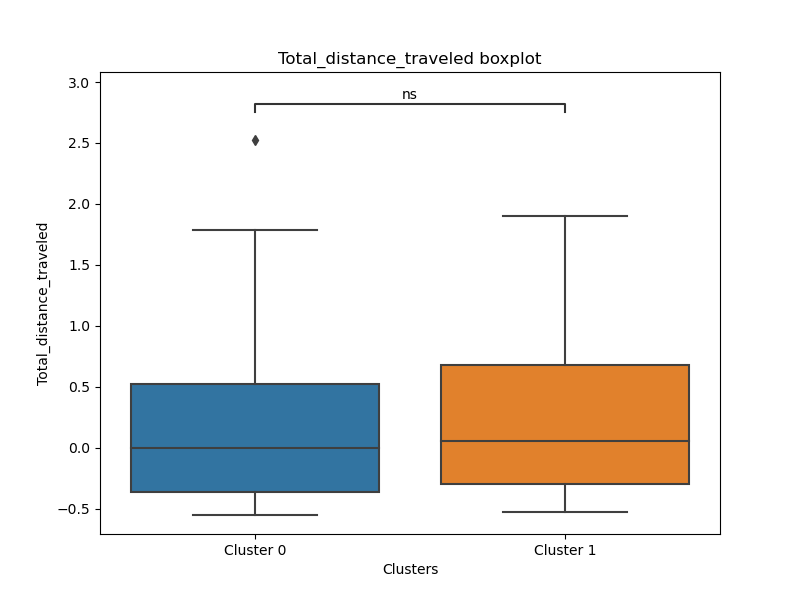 Total_distance_traveled boxplot
3.0
ns
2.5
2.0
1.5
1.0
0.5
0.0
−0.5
Total_distance_traveled
Cluster 0
Cluster 1
Clusters